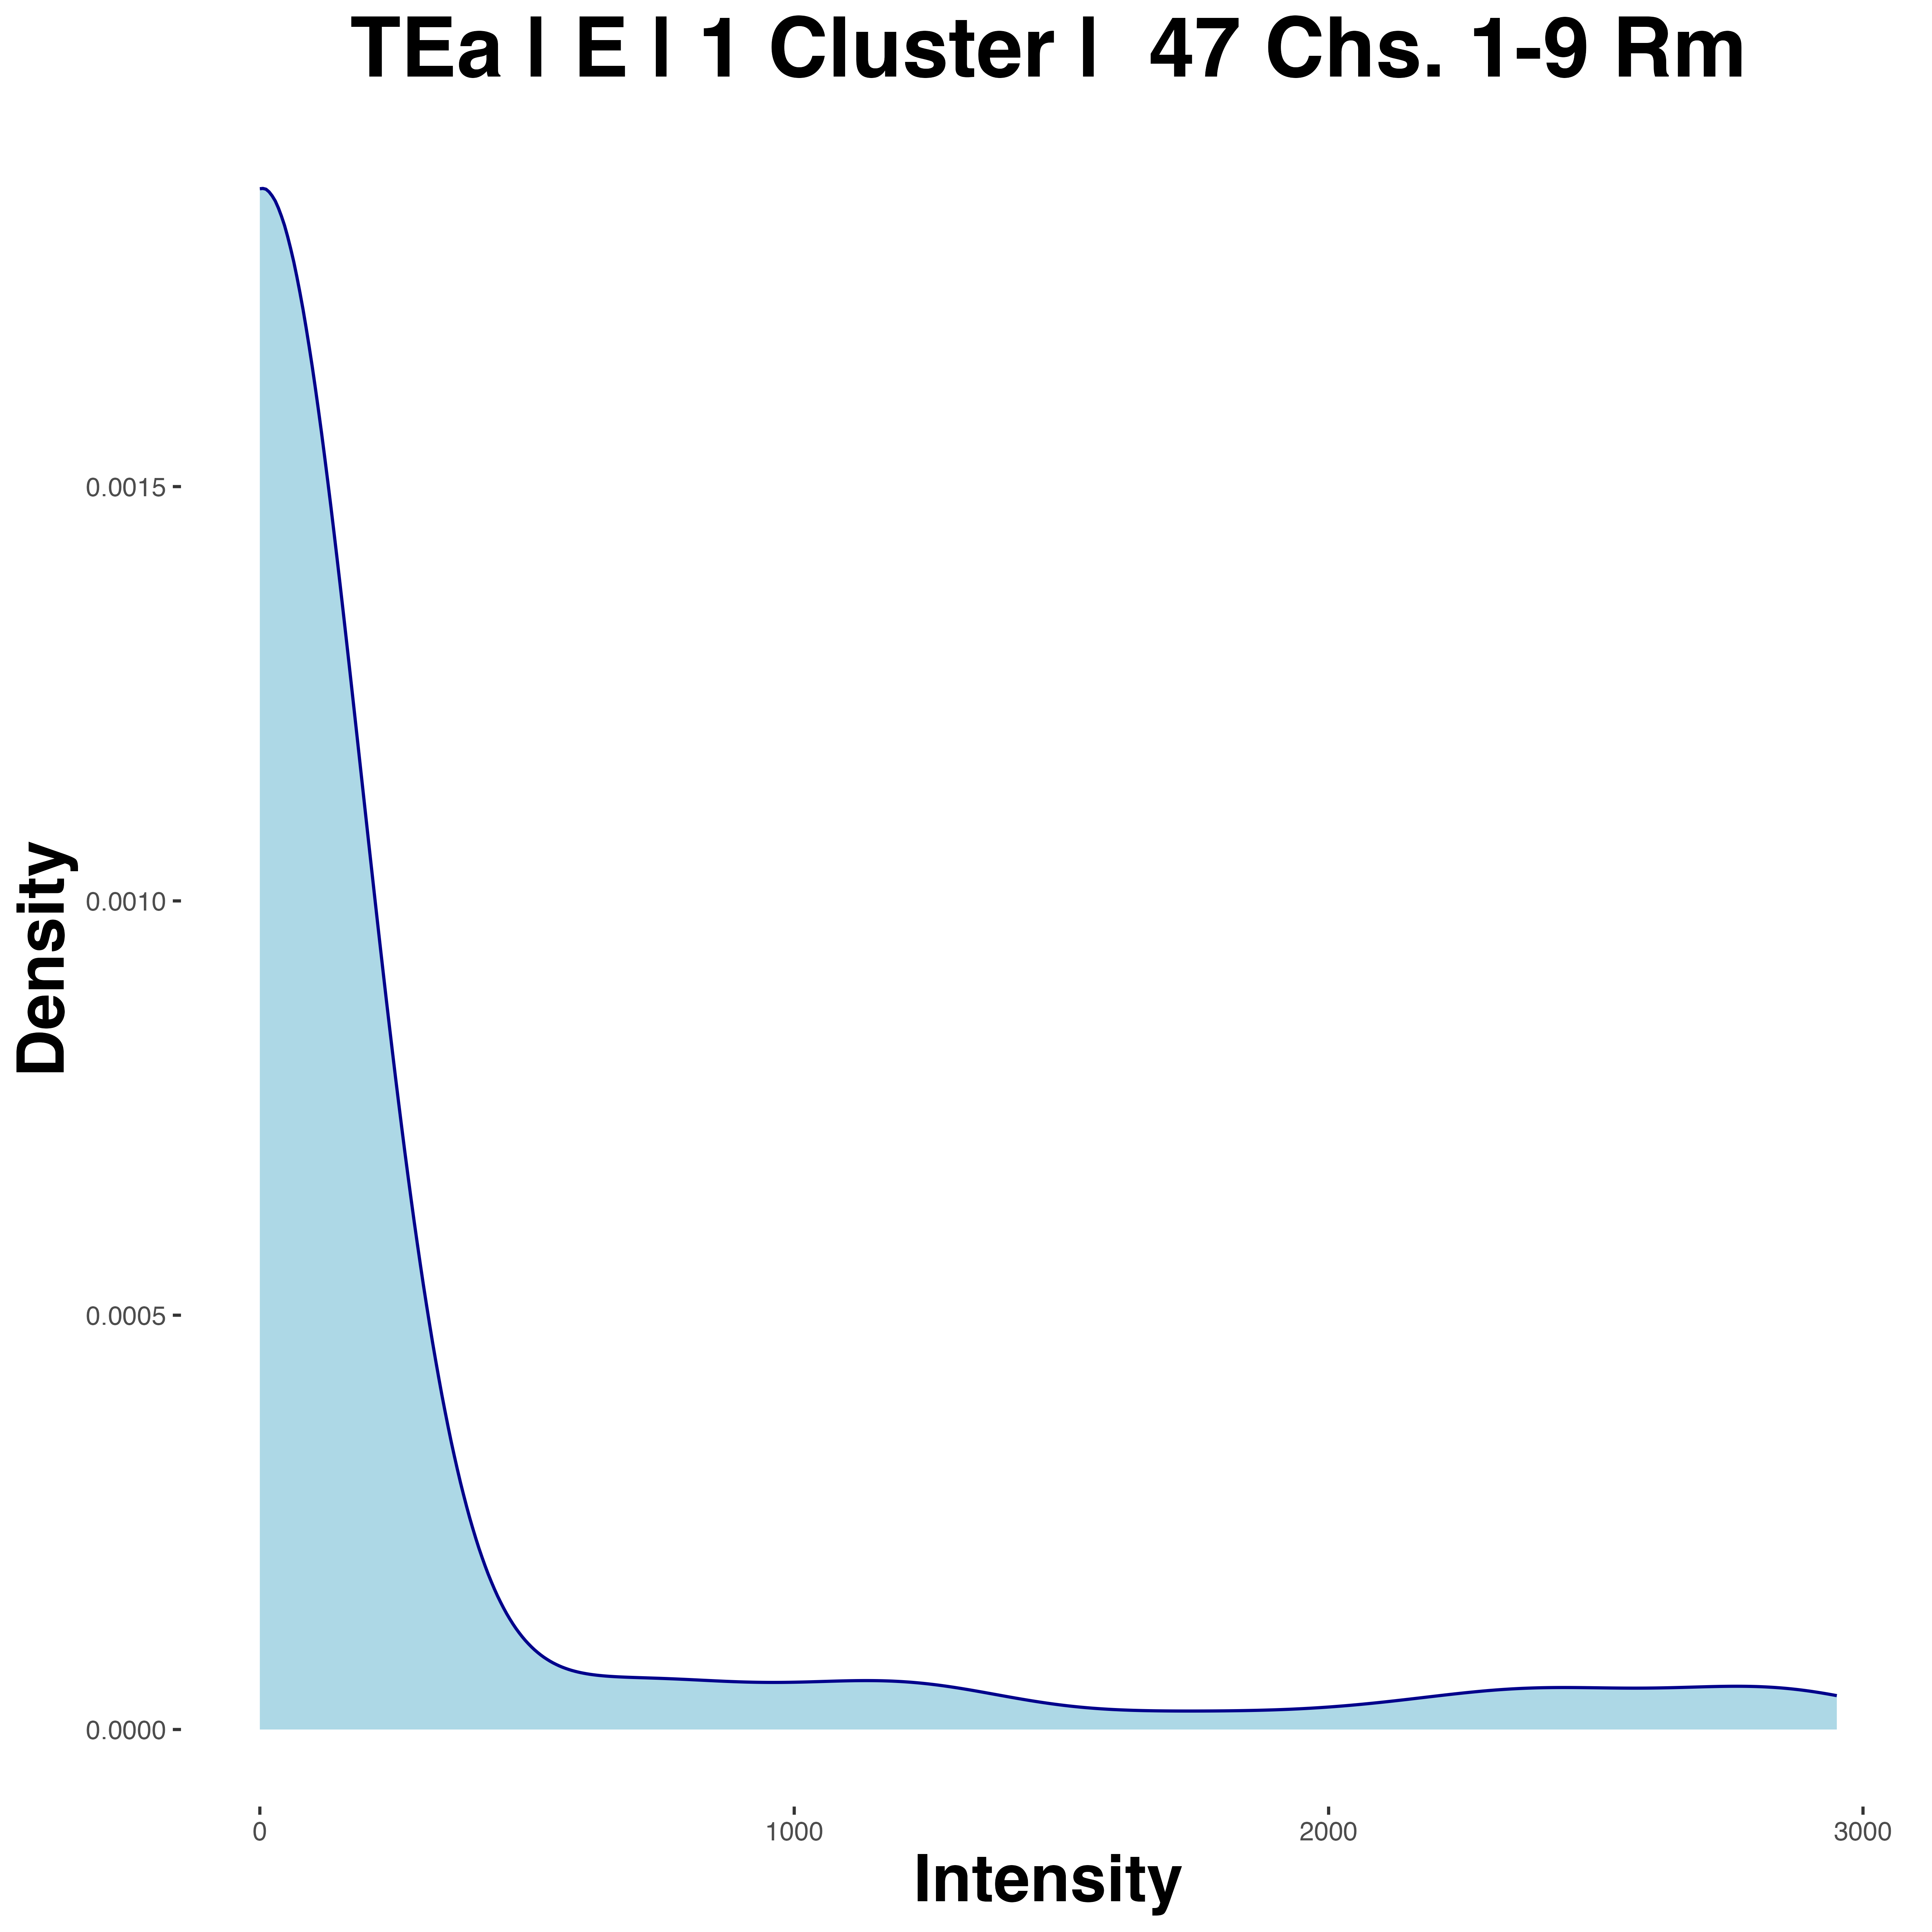 TEa | E | 1 Cluster |  47 Chs. 1-9 Rm
0.0015
0.0010
Density
0.0005
0.0000
0 1000 2000 3000
Intensity